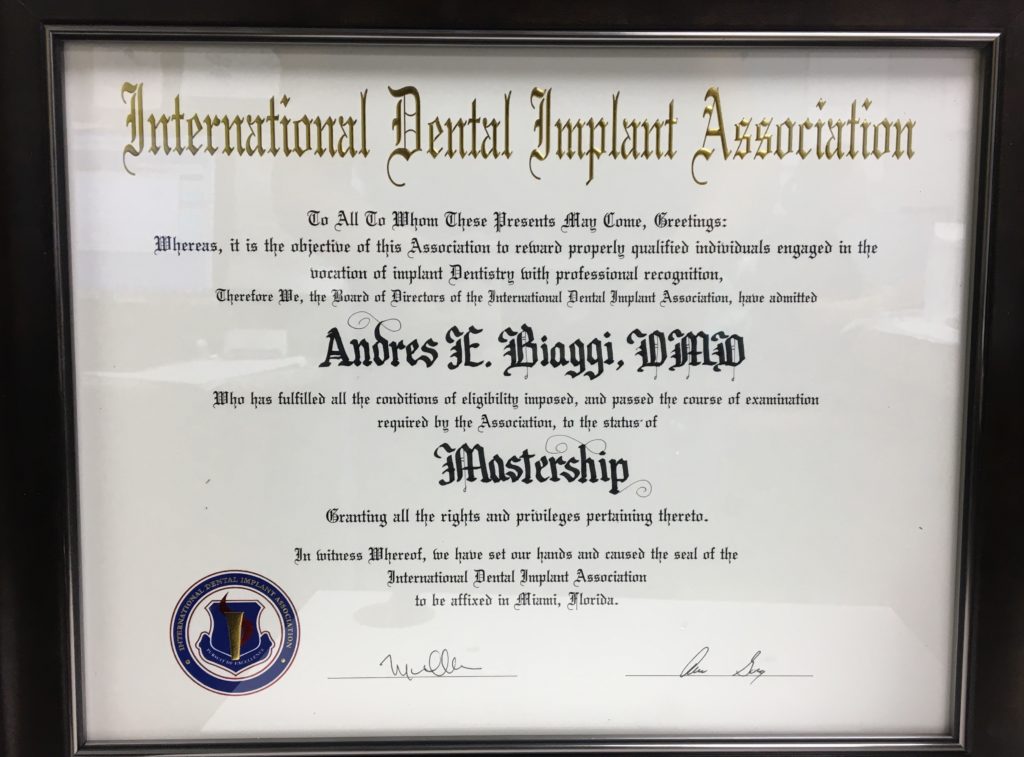 International Dental Implant Association
To All To Whom These Presents May Come, Greetings:
Whereas, it is the objective of this Association to reward properly qualified individuals engaged in the
vocation of implant Dentistry with professional recognition,
Therefore We, the Board of Directors of the International Dental Implant Association, have admitted
Andres E. Biaggi, DMD
Who has fulfilled all the conditions of eligibility imposed, and passed the course of examination
required by the Association, to the status of
Mastership
Granting all the rights and privileges pertaining thereto.
In witness Whereof, we have set our hands and caused the seal of the
International Dental Implant Association
to be affixed in Miami, Florida.
INTERNATIONAL DENTAL IMPLANT ASSOCIATION
PURSUIT OF EXCELLENCE